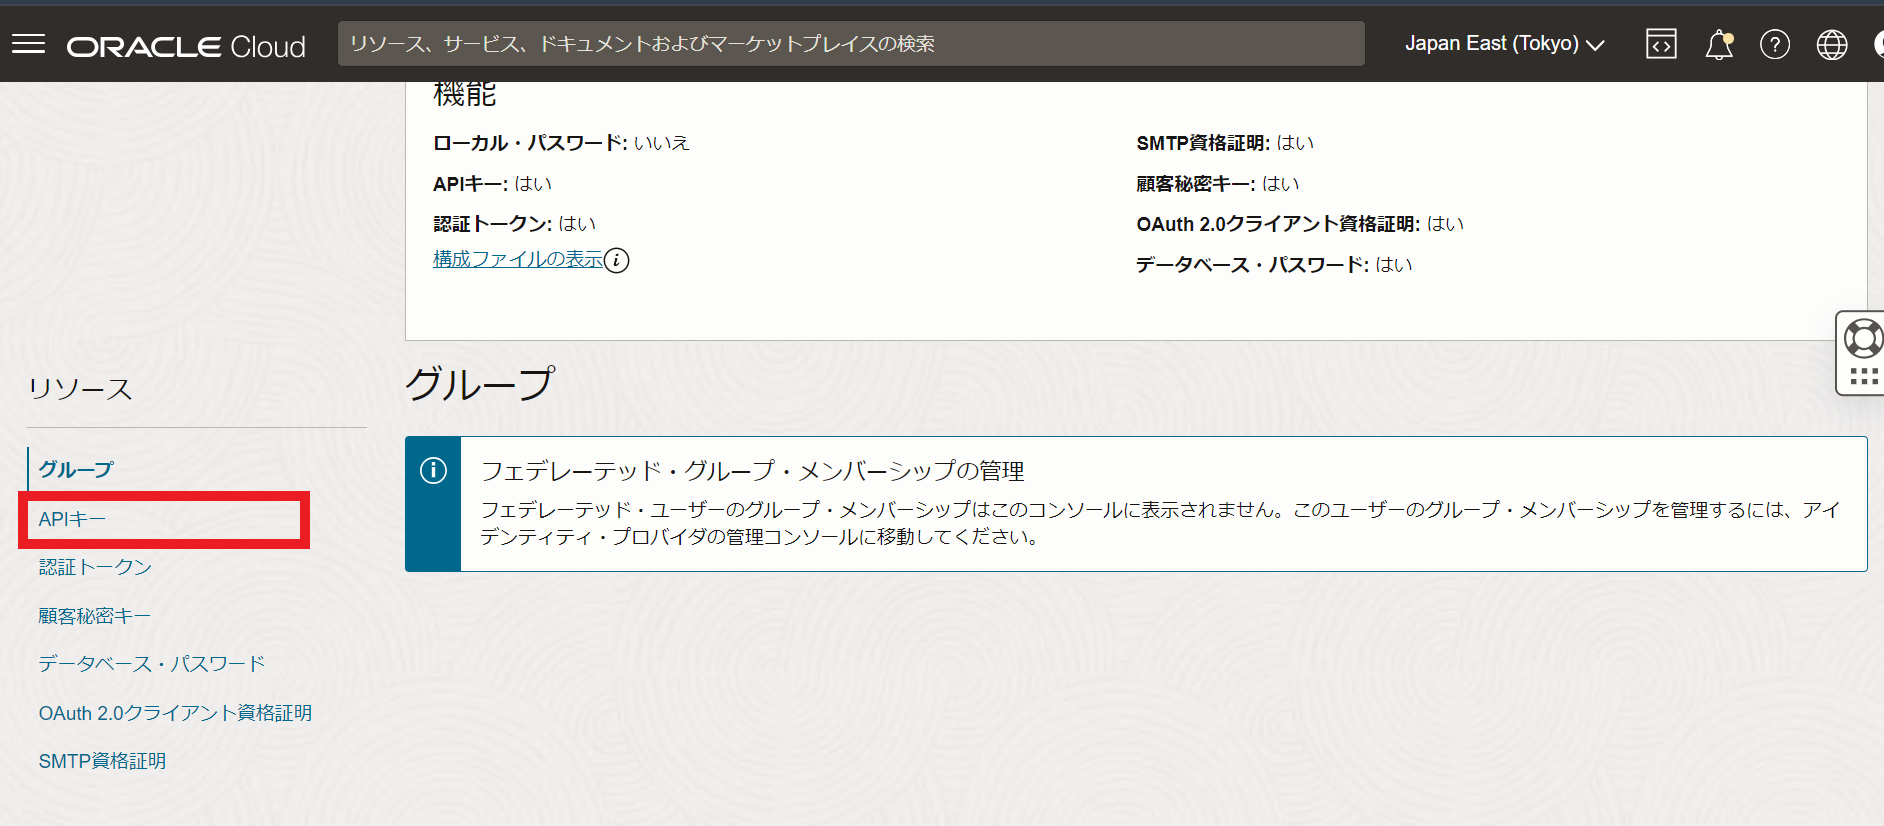 ORACLE Cloud
リソース、サービス、ドキュメントおよびマーケットプレイスの検索
Japan East (Tokyo)
機能
ローカル・パスワード: いいえ
APIキー: はい
認証トークン: はい
構成ファイルの表示
SMTP資格証明: はい
顧客秘密キー: はい
OAuth 2.0クライアント資格証明: はい
データベース・パスワード: はい
リソース
グループ
APIキー
認証トークン
顧客秘密キー
データベース・パスワード
OAuth 2.0クライアント資格証明
SMTP資格証明
グループ
フェデレーテッド・グループ・メンバーシップの管理
フェデレーテッド・ユーザーのグループ・メンバーシップはこのコンソールに表示されません。このユーザーのグループ・メンバーシップを管理するには、アイ
デンティティ・プロバイダの管理コンソールに移動してください。